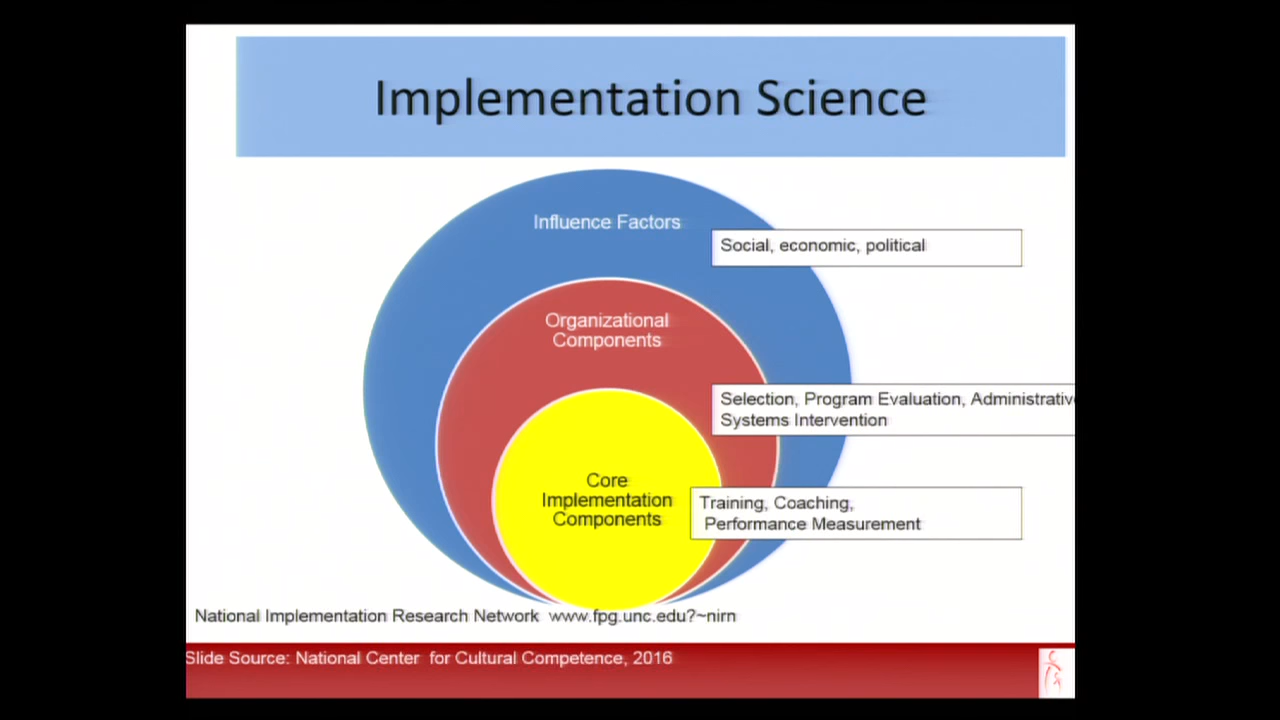 Implementation Science
Influence Factors
Social, economic, political
Organizational
Components
Selection, Program Evaluation, Administrative
Systems Intervention
Core
Implementation
Components
Training, Coaching,
Performance Measurement
National Implementation Research Network www.fpg.unc.edu?~nirn
Slide Source: National Center for Cultural Competence, 2016